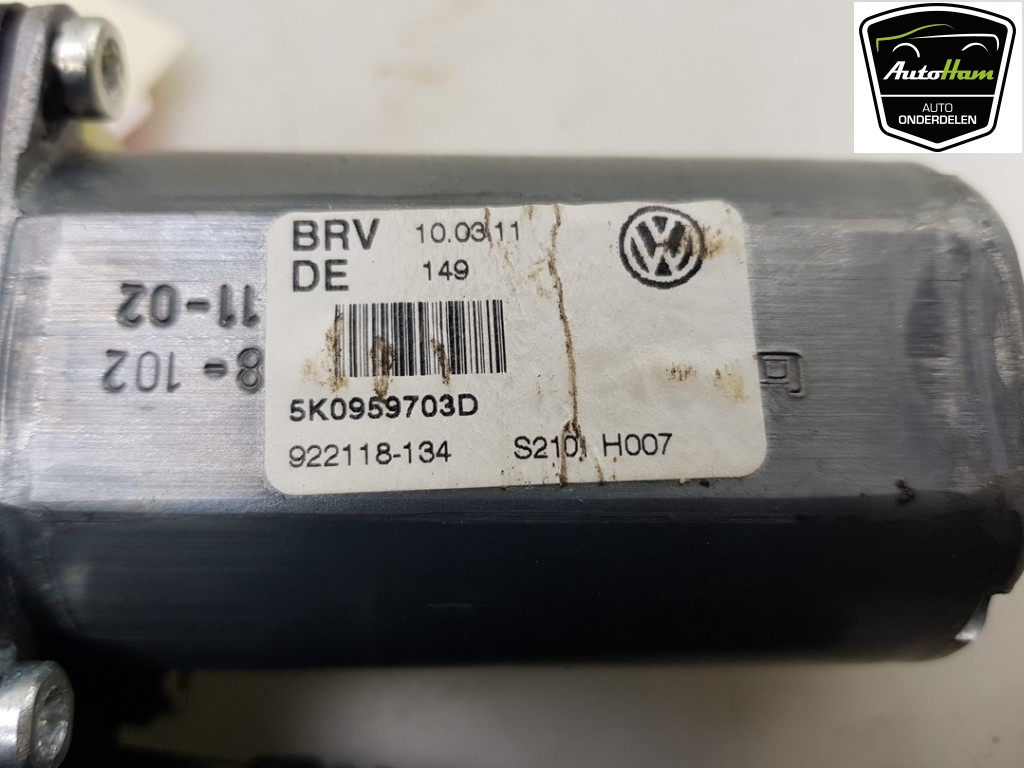 AutoHam
AUTO
ONDERDELEN
BRV 10.03.11
DE 149
5K0959703D
922118-134 S210 H007
11-02
8-102